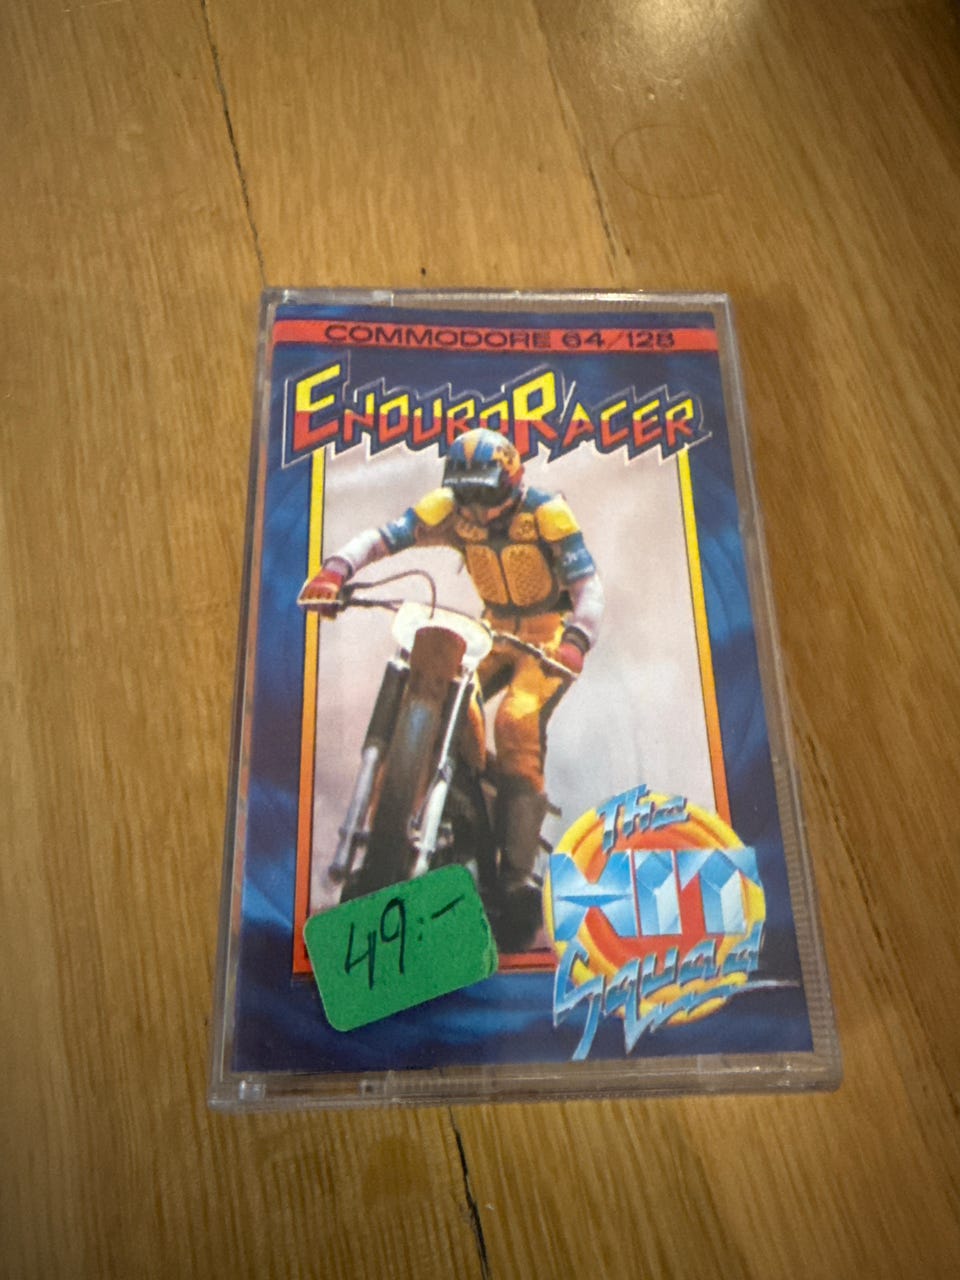 COMMODORE 64/128
ENDURORACER
49:-
The
HIT
Squad